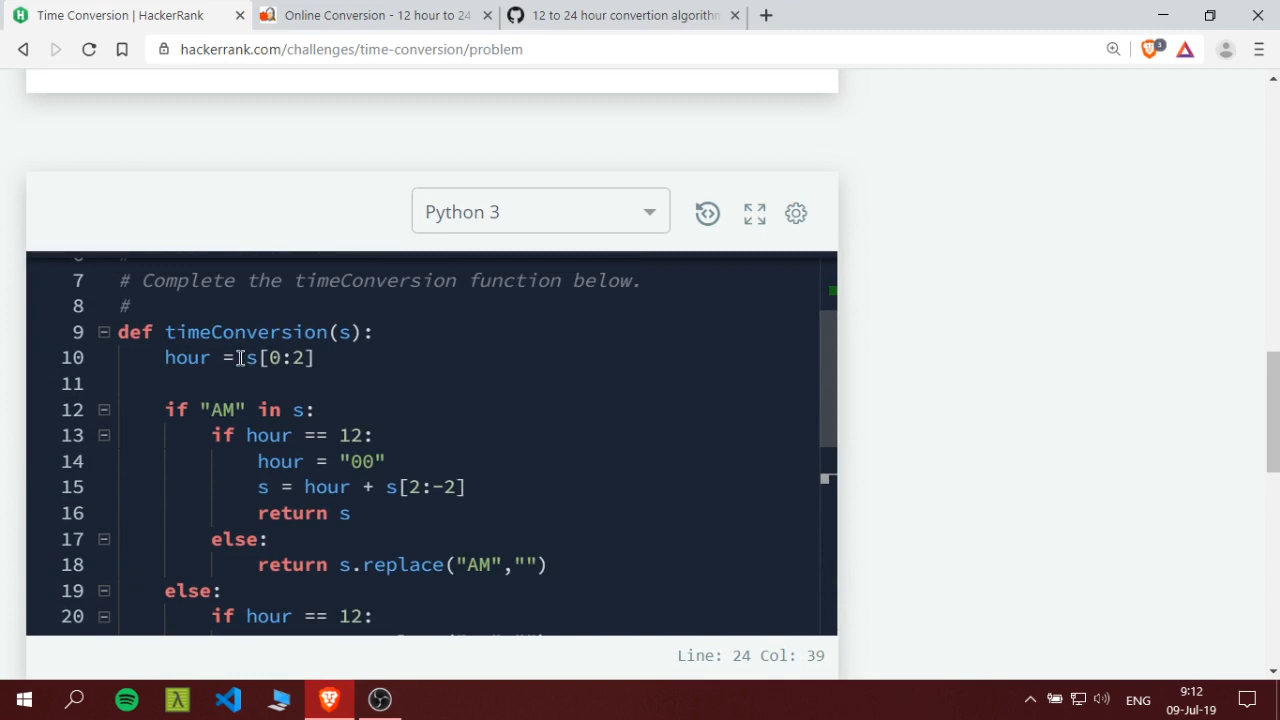 Time Conversion | HackerRank
Online Conversion - 12 hour to 24
12 to 24 hour convertion algorithm
hackerrank.com/challenges/time-conversion/problem
3
Python 3
6 #
7 # Complete the timeConversion function below.
8 #
9 def timeConversion(s):
10 hour = s[0:2]
11
12 if "AM" in s:
13 if hour == 12:
14 hour = "00"
15 s = hour + s[2:-2]
16 return s
17 else:
18 return s.replace("AM","")
19 else:
20 if hour == 12:
Line: 24 Col: 39
ENG
9:12
09-Jul-19